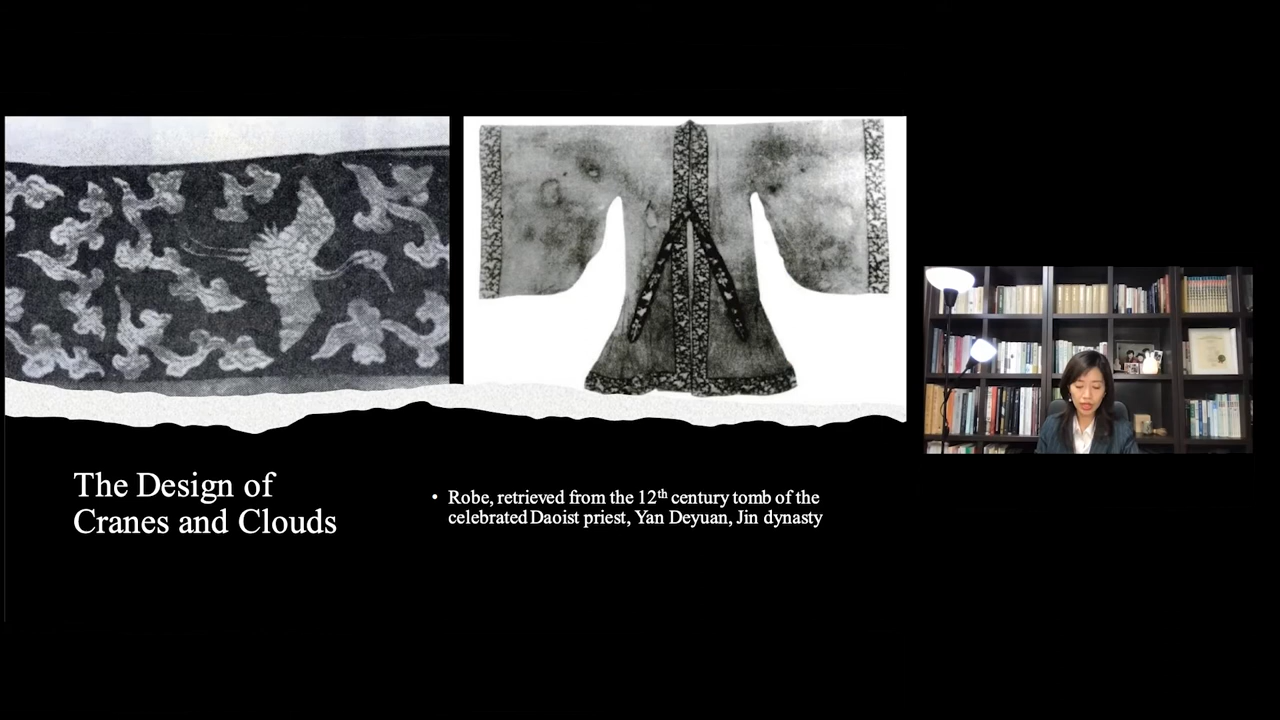 The Design of
Cranes and Clouds
• Robe, retrieved from the 12th century tomb of the
celebrated Daoist priest, Yan Deyuan, Jin dynasty